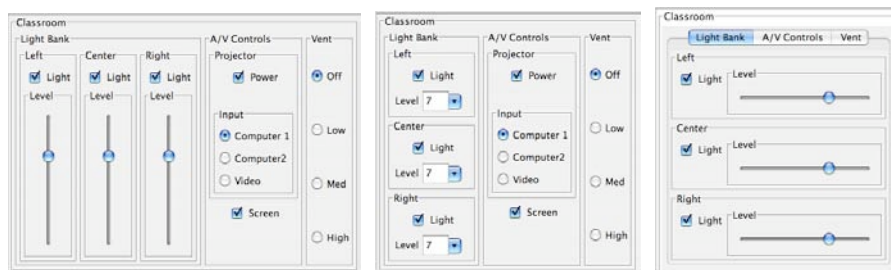 Classroom
Light Bank A/V Controls Vent
Left Center Right Projector
Light Light Light Power Off
Level Level Level
Input
Computer 1 Low
Computer2
Video Med
Screen
High
Classroom
Light Bank A/V Controls Vent
Left Projector
Light Power Off
Level 7
Input
Center Computer 1 Low
Light Computer2
Level 7 Video Med
Right Screen
Light
Level 7 High
Classroom
Light Bank A/V Controls Vent
Left
Light Level
Center
Light Level
Right
Light Level